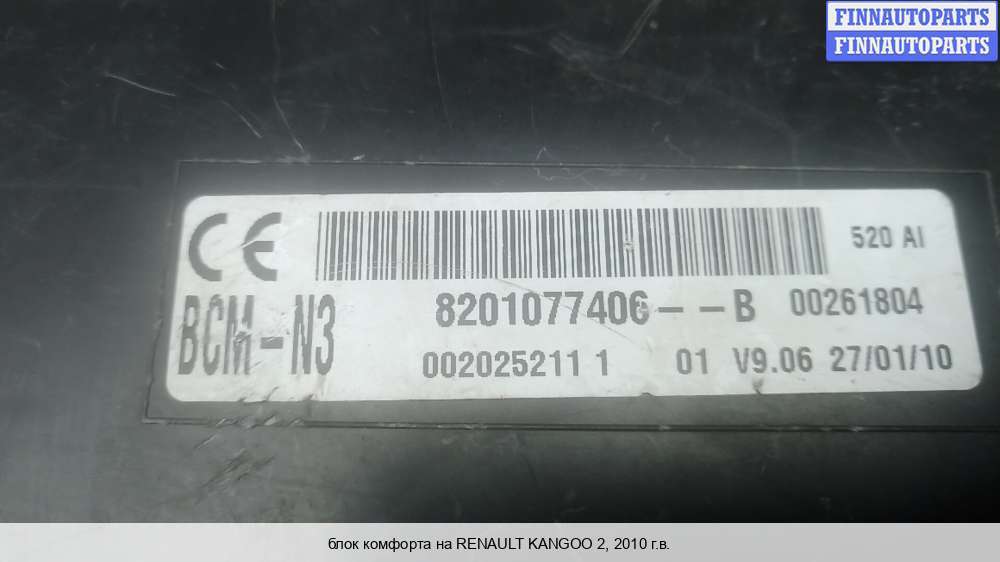 FINNAUTOPARTS
FINNAUTOPARTS
CE
520 AI
BCM-N3
8201077406--B 00261804
002025211 1 01 V9.06 27/01/10
блок комфорта на RENAULT KANGOO 2, 2010 г.в.